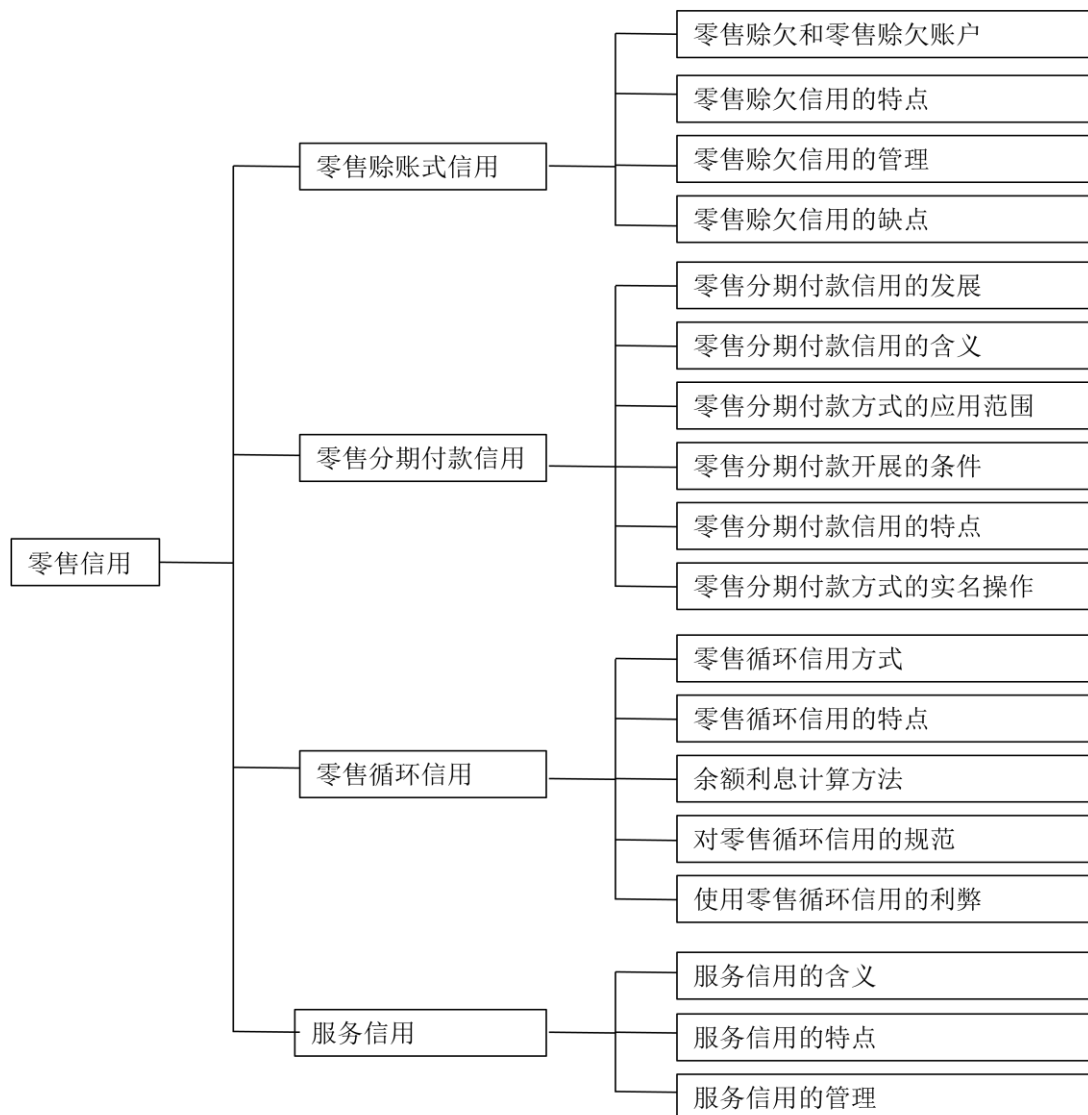 零售信用
零售赊账式信用
零售赊欠和零售赊欠账户
零售赊欠信用的特点
零售赊欠信用的管理
零售赊欠信用的缺点
零售分期付款信用
零售分期付款信用的发展
零售分期付款信用的含义
零售分期付款方式的应用范围
零售分期付款开展的条件
零售分期付款信用的特点
零售分期付款方式的实名操作
零售循环信用
零售循环信用方式
零售循环信用的特点
余额利息计算方法
对零售循环信用的规范
使用零售循环信用的利弊
服务信用
服务信用的含义
服务信用的特点
服务信用的管理